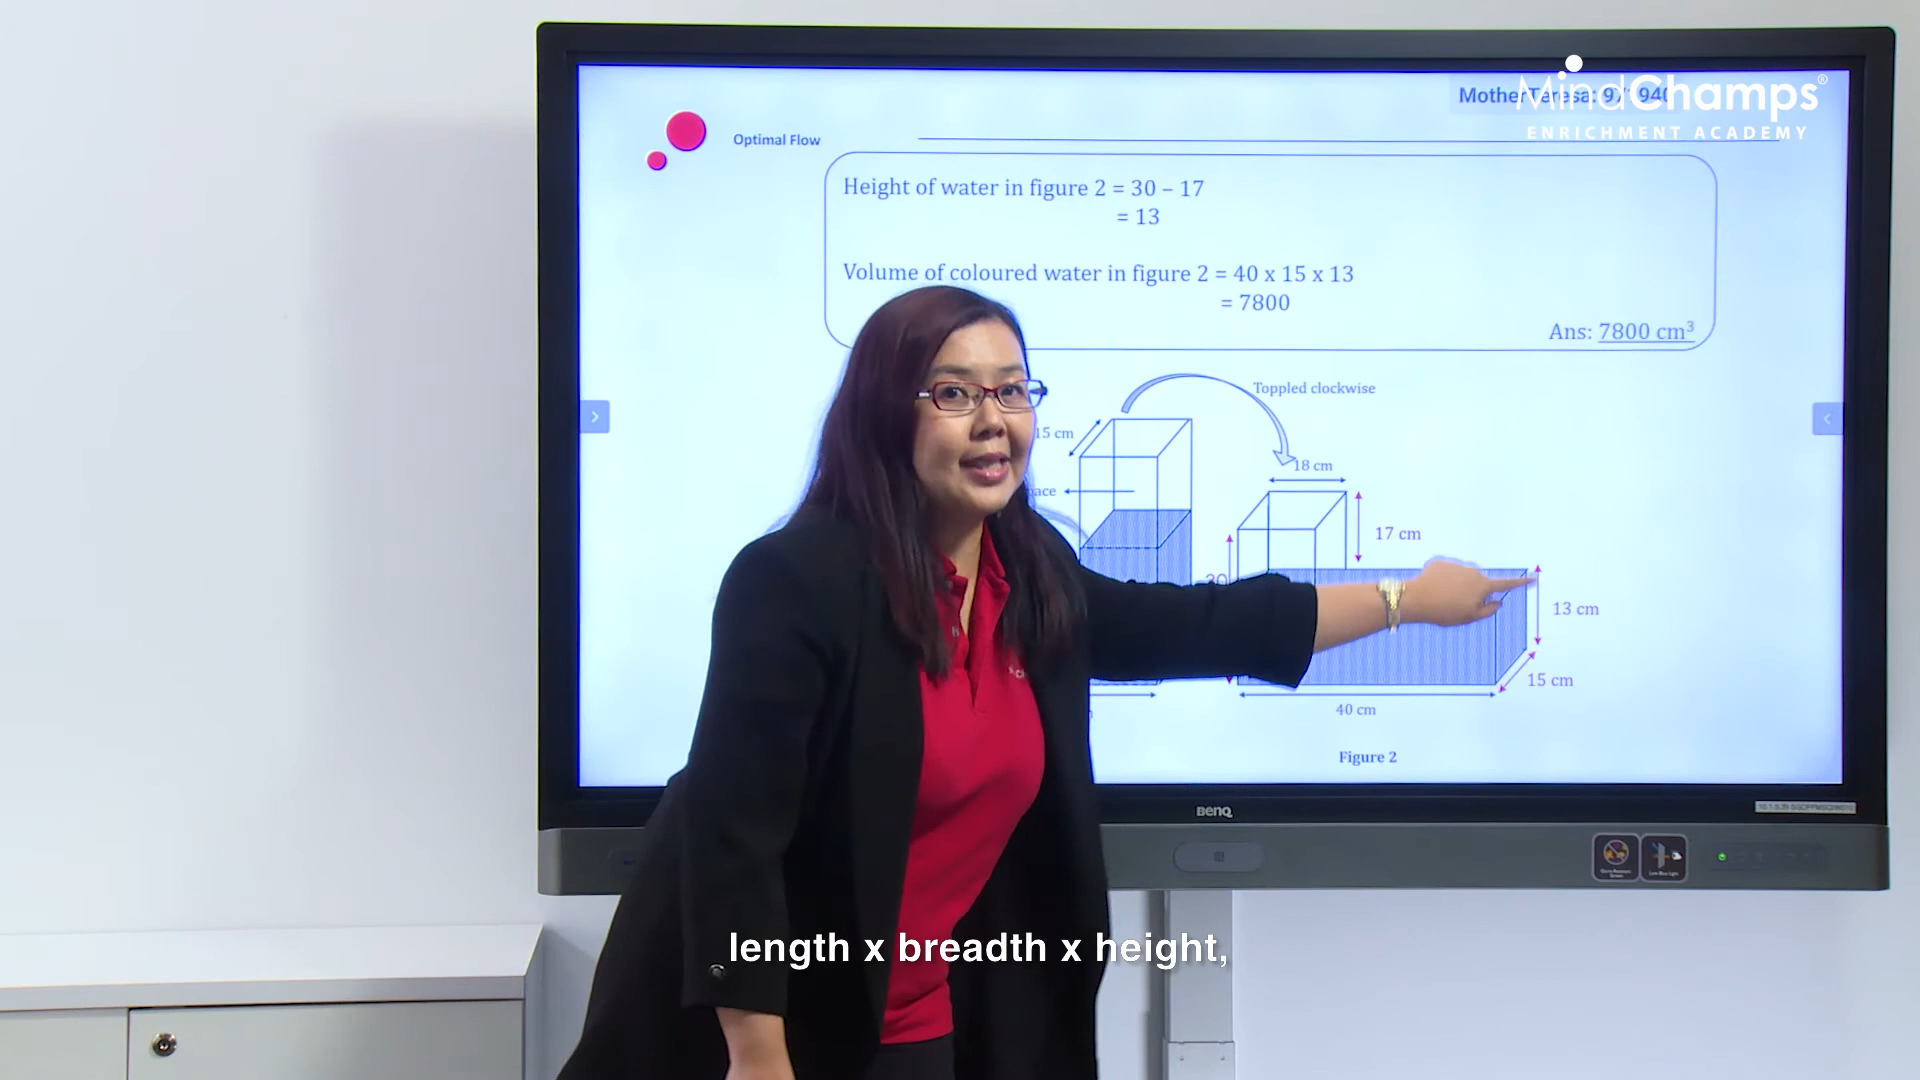 MindChamps®
ENRICHMENT ACADEMY
Optimal Flow
Height of water in figure 2 = 30 – 17
= 13
Volume of coloured water in figure 2 = 40 x 15 x 13
= 7800
Ans: 7800 cm³
Toppled clockwise
15 cm
18 cm
17 cm
13 cm
15 cm
40 cm
Figure 2
BenQ
length x breadth x height,